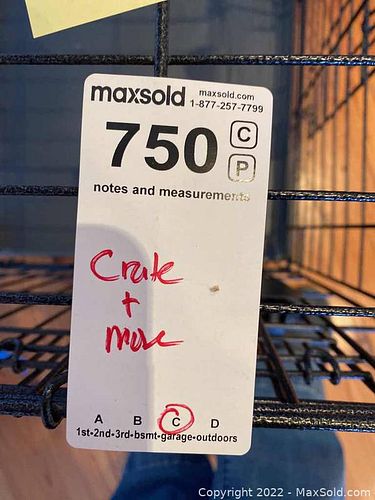 maxsold maxsold.com
1-877-257-7799
750 C
P
notes and measurements
Crate
+
more
A B C D
1st-2nd-3rd-bsmt-garage-outdoors
Copyright © 2022 - MaxSold.com